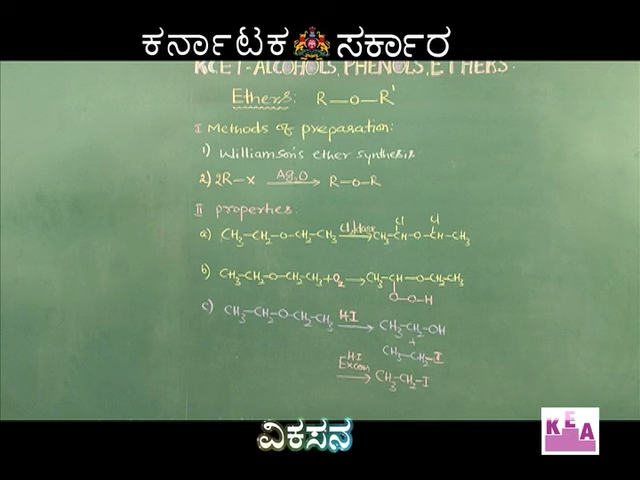 ಕರ್ನಾಟಕ ಸರ್ಕಾರ
KCET-ALCOHOLS, PHENOLS, ETHERS:
Ethers: R—O—R'
I Methods of preparation:
1) Williamson's ether synthesis
2) 2R—X Ag2O → R—O—R
II properties:
a) CH3—CH2—O—CH2—CH3 Cl2/dark → CH3—CH—O—CH—CH3
Cl Cl
b) CH3—CH2—O—CH2—CH3 + O2 → CH3—CH—O—CH2—CH3
O—O—H
c) CH3—CH2—O—CH2—CH3 HI → CH3—CH2—OH
+
CH3—CH2—I
HI
Excess → CH3—CH2—I
ವಿಕಸನ
KEA